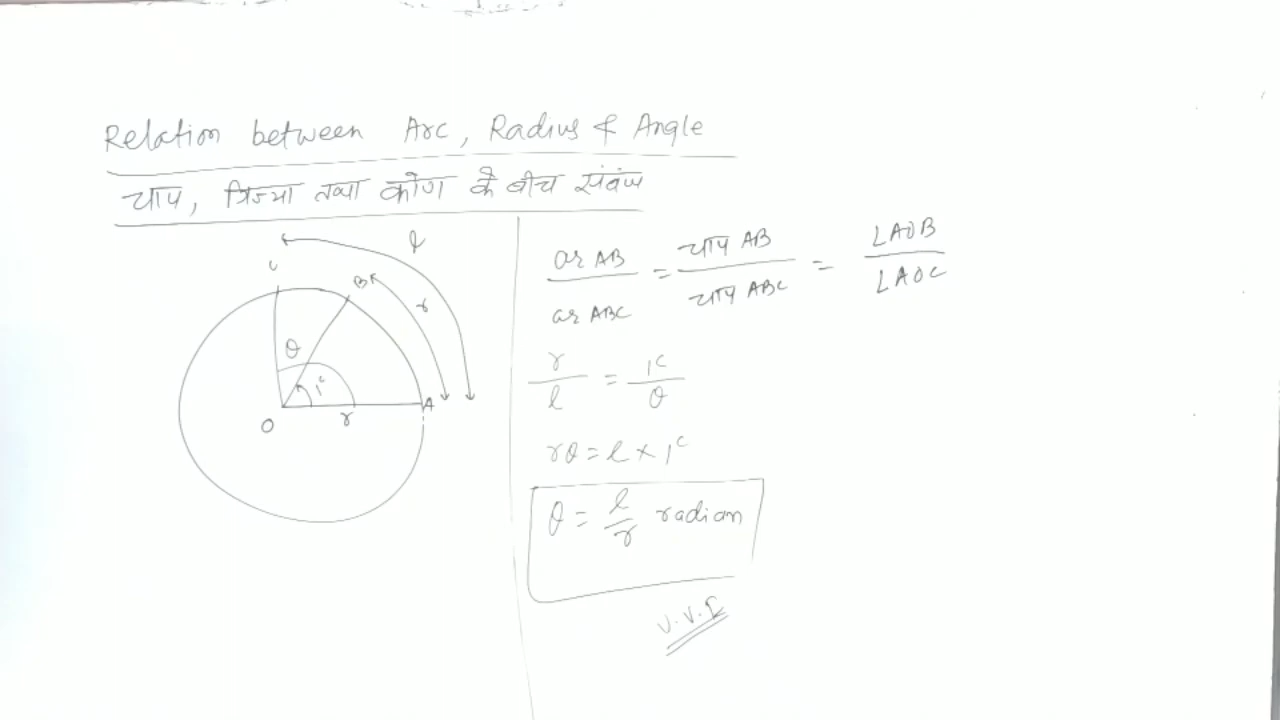 Relation between Arc, Radius & Angle
चाप, त्रिज्या तथा कोण के बीच संबंध
l
C
B
r
θ
1ᶜ
A
O
r
ar AB / ar ABC = चाप AB / चाप ABC = ∠AOB / ∠AOC
r / l = 1ᶜ / θ
rθ = l × 1ᶜ
θ = l / r radian
V.V.I